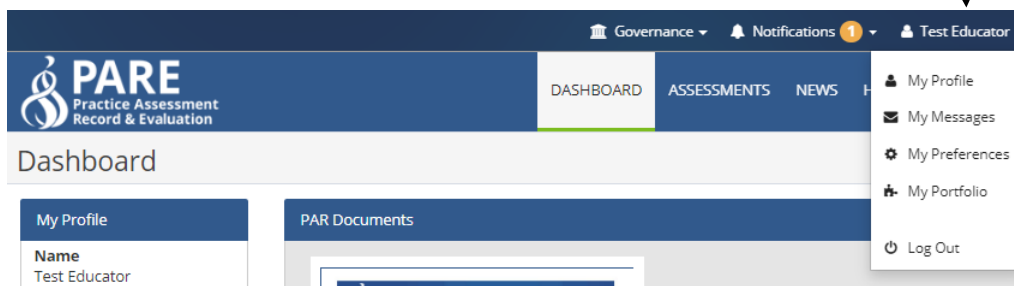 Governance Notifications 1 Test Educator
PARE
Practice Assessment
Record & Evaluation
DASHBOARD ASSESSMENTS NEWS H
My Profile
My Messages
My Preferences
My Portfolio
Log Out
Dashboard
My Profile
Name
Test Educator
PAR Documents